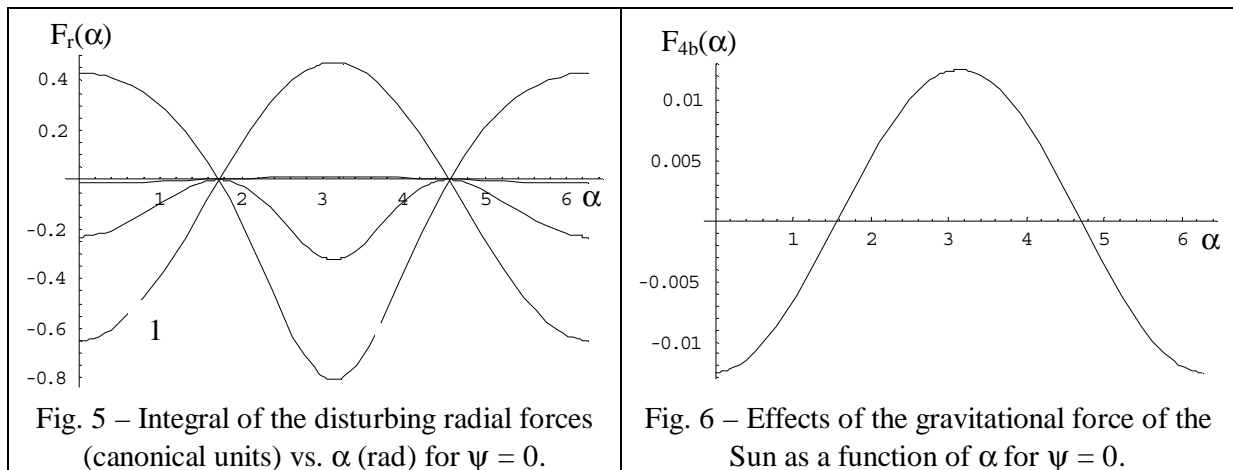 F_r(α)
0.4
0.2
1 2 3 4 5 6 α
-0.2
-0.4
-0.6
1
-0.8
Fig. 5 – Integral of the disturbing radial forces
(canonical units) vs. α (rad) for ψ = 0.
F_4b(α)
0.01
0.005
1 2 3 4 5 6 α
-0.005
-0.01
Fig. 6 – Effects of the gravitational force of the
Sun as a function of α for ψ = 0.